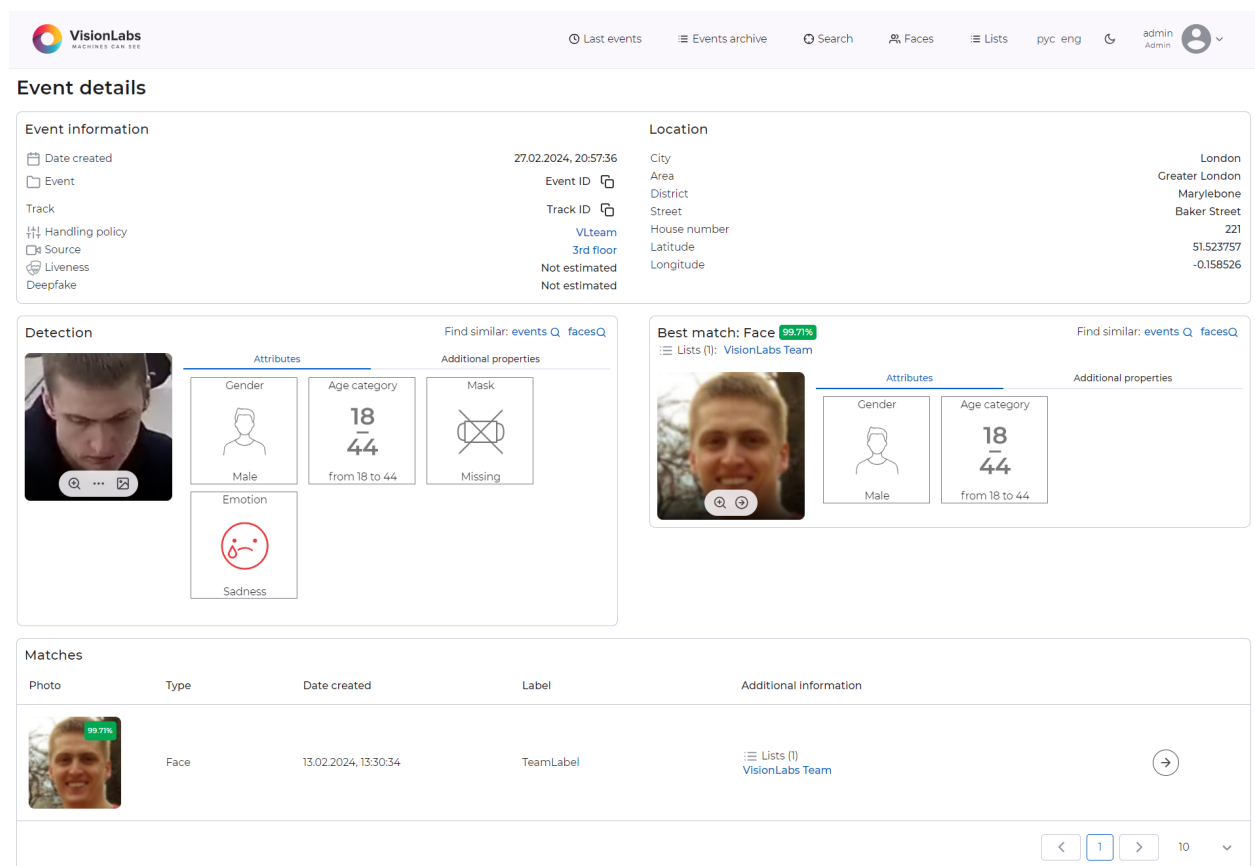 VisionLabs
MACHINES CAN SEE
Last events
Events archive
Search
Faces
Lists
рус eng
admin
Admin
Event details
Event information
Date created 27.02.2024, 20:57:36
Event Event ID
Track Track ID
Handling policy VLteam
Source 3rd floor
Liveness Not estimated
Deepfake Not estimated
Location
City London
Area Greater London
District Marylebone
Street Baker Street
House number 221
Latitude 51.523757
Longitude -0.158526
Detection Find similar: events faces
Attributes Additional properties
Gender
Male
Age category
18
44
from 18 to 44
Mask
Missing
Emotion
Sadness
Best match: Face 99.71% Find similar: events faces
Lists (1): VisionLabs Team
Attributes Additional properties
Gender
Male
Age category
18
44
from 18 to 44
Matches
Photo Type Date created Label Additional information
99.71%
Face 13.02.2024, 13:30:34 TeamLabel
Lists (1)
VisionLabs Team
1 10